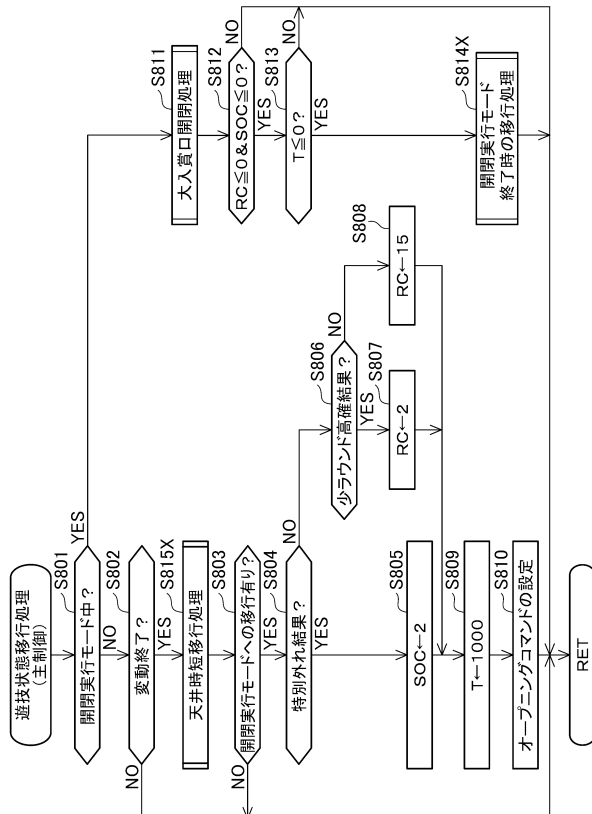 遊技状態移行処理
(主制御)
S801
開閉実行モード中?
YES
NO
S802
変動終了?
NO
YES
S815X
天井時短移行処理
S803
開閉実行モードへの移行有り?
NO
YES
S804
特別外れ結果?
NO
YES
S806
少ラウンド高確結果?
NO
YES
S807
RC←2
S808
RC←15
S805
SOC←2
S809
T←1000
S810
オープニングコマンドの設定
S811
大入賞口開閉処理
S812
RC≦0&SOC≦0?
NO
YES
S813
T≦0?
NO
YES
S814X
開閉実行モード
終了時の移行処理
RET